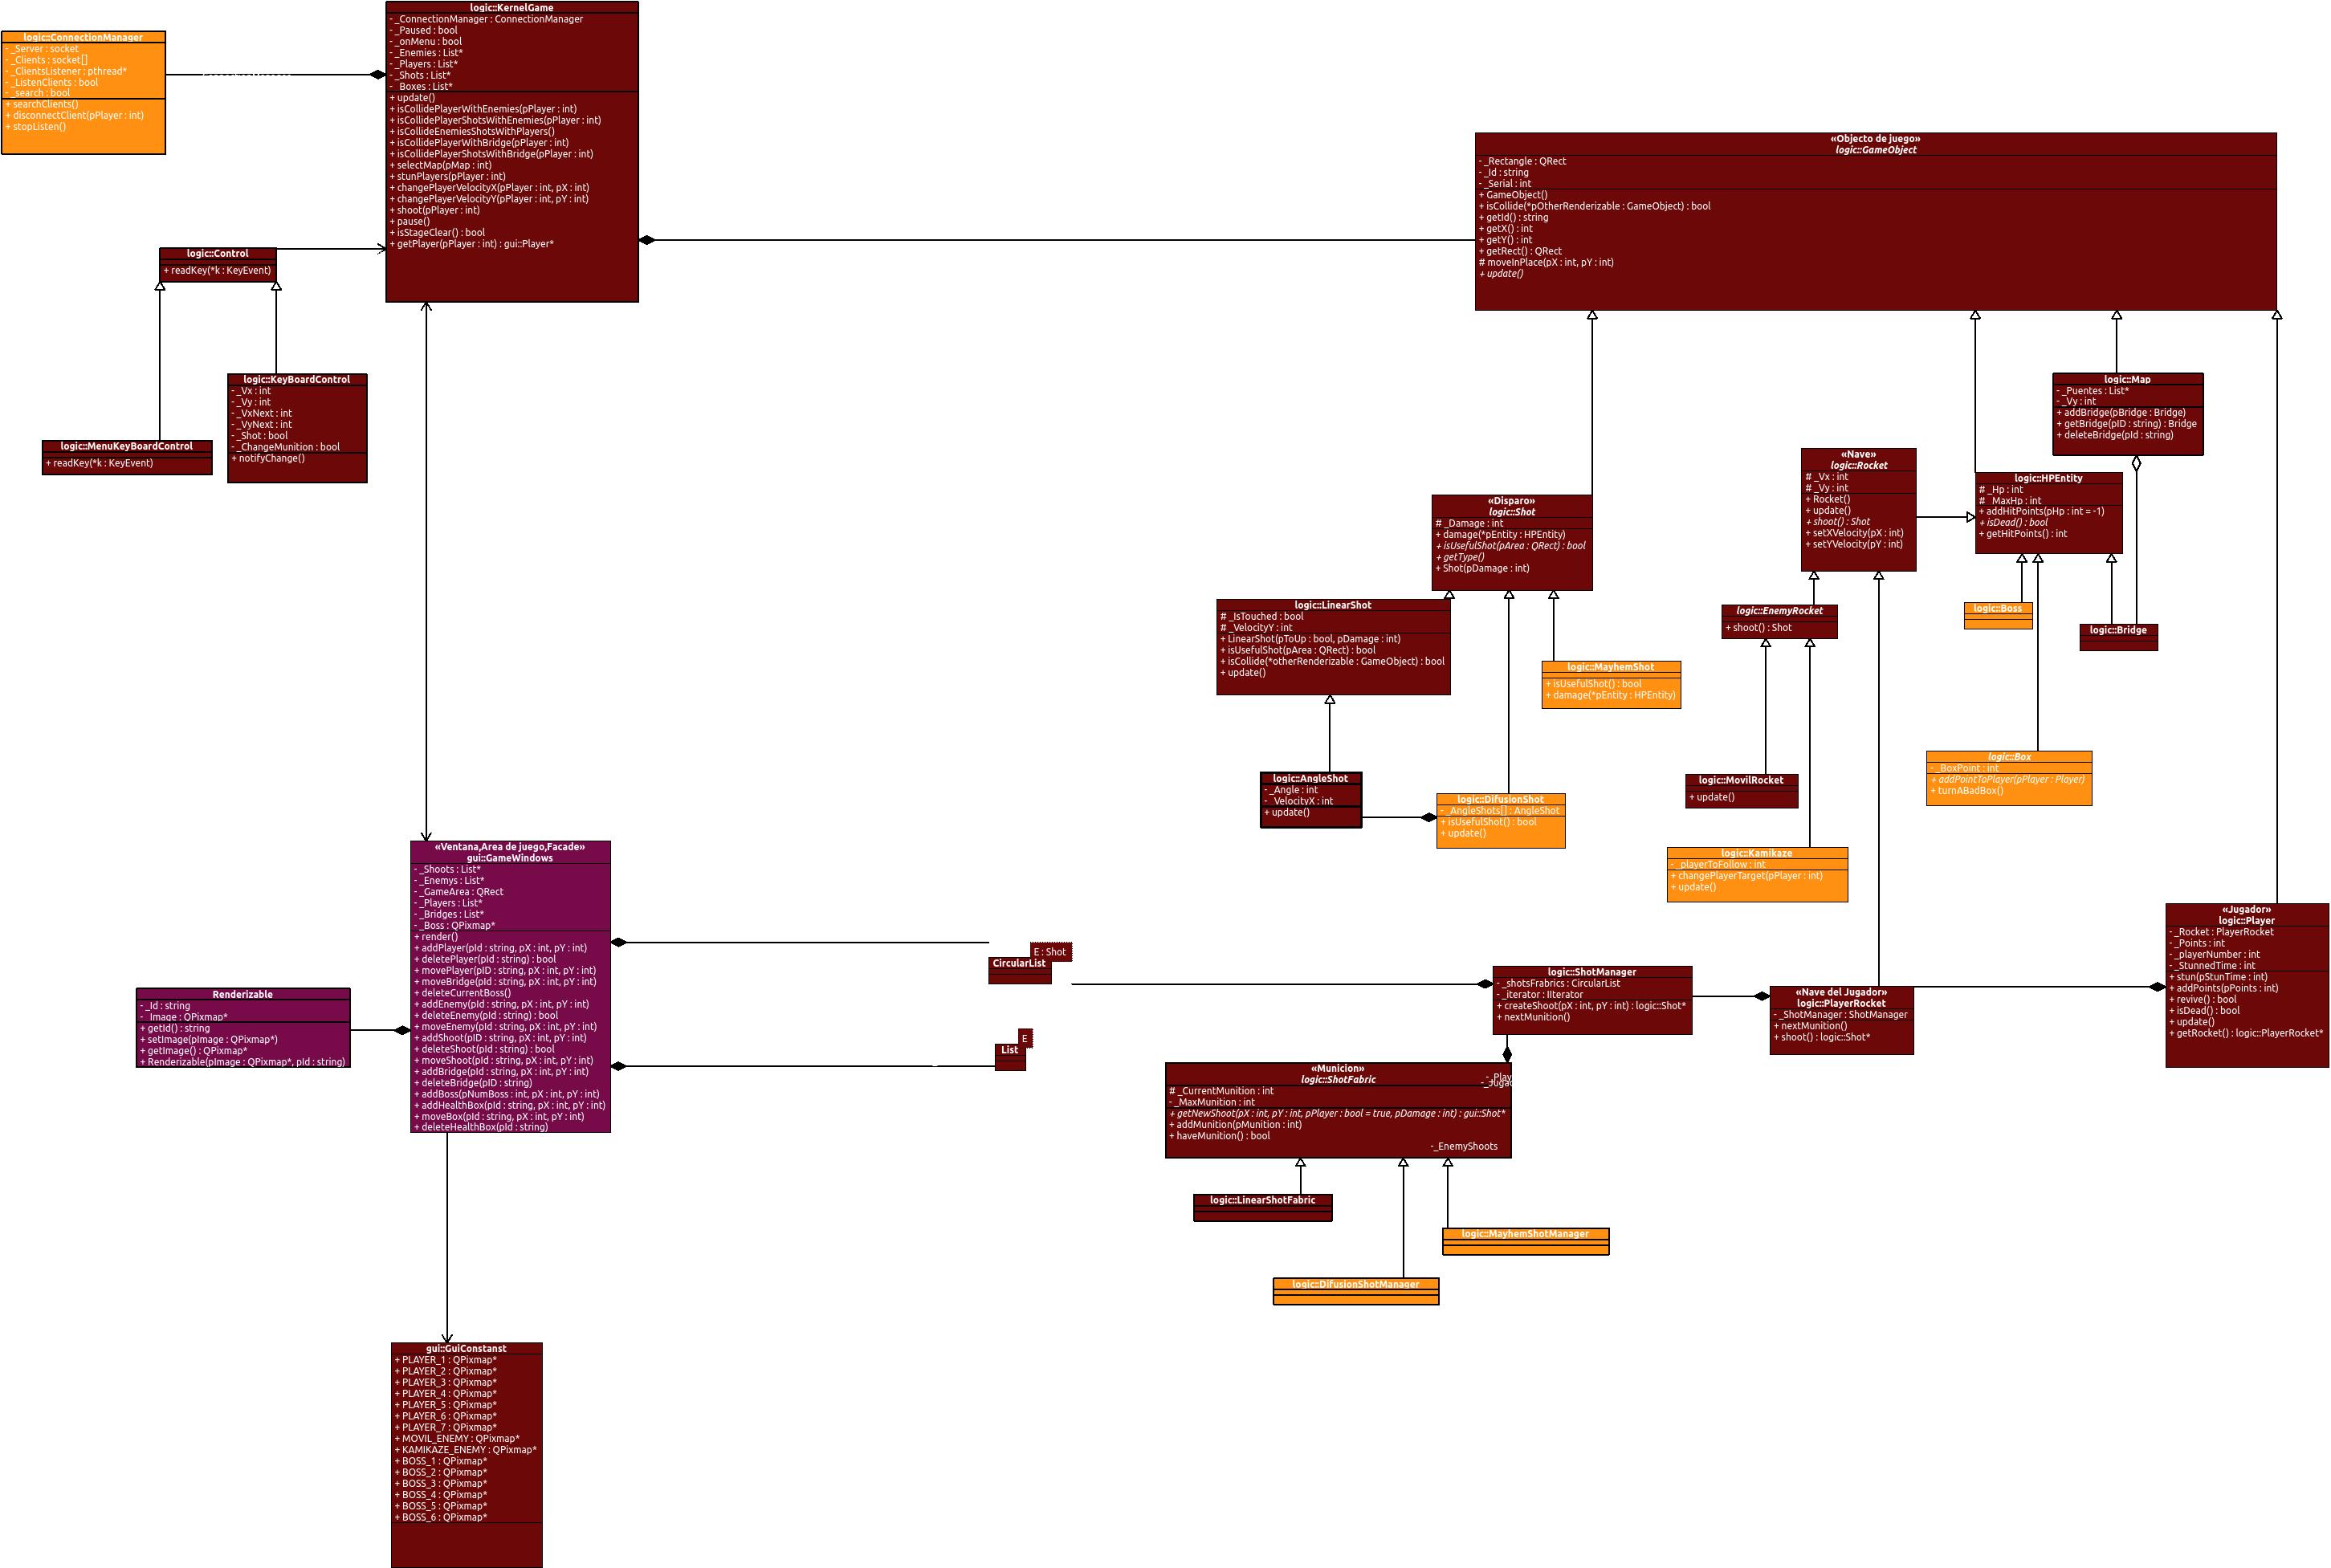 logic::KernelGame
- _ConnectionManager : ConnectionManager
- _Paused : bool
- _onMenu : bool
- _Enemies : List*
- _Players : List*
- _Shots : List*
- _Boxes : List*
+ update()
+ isCollidePlayerWithEnemies(pPlayer : int)
+ isCollidePlayerShotsWithEnemies(pPlayer : int)
+ isCollideEnemiesShotsWithPlayers()
+ isCollidePlayerWithBridge(pPlayer : int)
+ isCollidePlayerShotsWithBridge(pPlayer : int)
+ selectMap(pMap : int)
+ stunPlayers(pPlayer : int)
+ changePlayerVelocityX(pPlayer : int, pX : int)
+ changePlayerVelocityY(pPlayer : int, pY : int)
+ shoot(pPlayer : int)
+ pause()
+ isStageClear() : bool
+ getPlayer(pPlayer : int) : gui::Player*
logic::ConnectionManager
- _Server : socket
- _Clients : socket[]
- _ClientsListener : pthread*
- _ListenClients : bool
- _search : bool
+ searchClients()
+ disconnectClient(pPlayer : int)
+ stopListen()
«Objecto de juego»
logic::GameObject
- _Rectangle : QRect
- _Id : string
- _Serial : int
+ GameObject()
+ isCollide(*pOtherRenderizable : GameObject) : bool
+ getId() : string
+ getX() : int
+ getY() : int
+ getRect() : QRect
# moveInPlace(pX : int, pY : int)
+ update()
logic::Control
+ readKey(*k : KeyEvent)
logic::KeyBoardControl
- _Vx : int
- _Vy : int
- _VxNext : int
- _VyNext : int
- _Shot : bool
- _ChangeMunition : bool
+ notifyChange()
logic::MenuKeyBoardControl
+ readKey(*k : KeyEvent)
logic::Map
- _Puentes : List*
- _Vy : int
+ addBridge(pBridge : Bridge)
+ getBridge(pID : string) : Bridge
+ deleteBridge(pId : string)
«Nave»
logic::Rocket
# _Vx : int
# _Vy : int
+ Rocket()
+ update()
+ shoot() : Shot
+ setXVelocity(pX : int)
+ setYVelocity(pY : int)
logic::HPEntity
# _Hp : int
# _MaxHp : int
+ addHitPoints(pHp : int = -1)
+ isDead() : bool
+ getHitPoints() : int
«Disparo»
logic::Shot
# _Damage : int
+ damage(*pEntity : HPEntity)
+ isUsefulShot(pArea : QRect) : bool
+ getType()
+ Shot(pDamage : int)
logic::LinearShot
# _IsTouched : bool
# _VelocityY : int
+ LinearShot(pToUp : bool, pDamage : int)
+ isUsefulShot(pArea : QRect) : bool
+ isCollide(*otherRenderizable : GameObject) : bool
+ update()
logic::EnemyRocket
+ shoot() : Shot
logic::Boss
logic::Bridge
logic::MayhemShot
+ isUsefulShot() : bool
+ damage(*pEntity : HPEntity)
logic::Box
- _BoxPoint : int
+ addPointToPlayer(pPlayer : Player)
+ turnABadBox()
logic::AngleShot
- _Angle : int
- _VelocityX : int
+ update()
logic::DifusionShot
- _AngleShots[] : AngleShot
+ isUsefulShot() : bool
+ update()
logic::MovilRocket
+ update()
logic::Kamikaze
- _playerToFollow : int
+ changePlayerTarget(pPlayer : int)
+ update()
«Ventana,Area de juego,Facade»
gui::GameWindows
- _Shoots : List*
- _Enemys : List*
- _GameArea : QRect
- _Players : List*
- _Bridges : List*
- _Boss : QPixmap*
+ render()
+ addPlayer(pId : string, pX : int, pY : int)
+ deletePlayer(pId : string) : bool
+ movePlayer(pID : string, pX : int, pY : int)
+ moveBridge(pId : string, pX : int, pY : int)
+ deleteCurrentBoss()
+ addEnemy(pId : string, pX : int, pY : int)
+ deleteEnemy(pId : string) : bool
+ moveEnemy(pId : string, pX : int, pY : int)
+ addShoot(pID : string, pX : int, pY : int)
+ deleteShoot(pId : string) : bool
+ moveShoot(pId : string, pX : int, pY : int)
+ addBridge(pId : string, pX : int, pY : int)
+ deleteBridge(pID : string)
+ addBoss(pNumBoss : int, pX : int, pY : int)
+ addHealthBox(pId : string, pX : int, pY : int)
+ moveBox(pId : string, pX : int, pY : int)
+ deleteHealthBox(pId : string)
Renderizable
- _Id : string
- _Image : QPixmap*
+ getId() : string
+ setImage(pImage : QPixmap*)
+ getImage() : QPixmap*
+ Renderizable(pImage : QPixmap*, pId : string)
E : Shot
CircularList
E
List
logic::ShotManager
- _shotsFrabrics : CircularList
- _iterator : IIterator
+ createShoot(pX : int, pY : int) : logic::Shot*
+ nextMunition()
«Nave del Jugador»
logic::PlayerRocket
- _ShotManager : ShotManager
+ nextMunition()
+ shoot() : logic::Shot*
«Jugador»
logic::Player
- _Rocket : PlayerRocket
- _Points : int
- _playerNumber : int
- _StunnedTime : int
+ stun(pStunTime : int)
+ addPoints(pPoints : int)
+ revive() : bool
+ isDead() : bool
+ update()
+ getRocket() : logic::PlayerRocket*
«Municion»
logic::ShotFabric
- _Play
- _Jugad
# _CurrentMunition : int
- _MaxMunition : int
+ getNewShoot(pX : int, pY : int, pPlayer : bool = true, pDamage : int) : gui::Shot*
+ addMunition(pMunition : int)
+ haveMunition() : bool
-_EnemyShoots
logic::LinearShotFabric
logic::MayhemShotManager
logic::DifusionShotManager
gui::GuiConstanst
+ PLAYER_1 : QPixmap*
+ PLAYER_2 : QPixmap*
+ PLAYER_3 : QPixmap*
+ PLAYER_4 : QPixmap*
+ PLAYER_5 : QPixmap*
+ PLAYER_6 : QPixmap*
+ PLAYER_7 : QPixmap*
+ MOVIL_ENEMY : QPixmap*
+ KAMIKAZE_ENEMY : QPixmap*
+ BOSS_1 : QPixmap*
+ BOSS_2 : QPixmap*
+ BOSS_3 : QPixmap*
+ BOSS_4 : QPixmap*
+ BOSS_5 : QPixmap*
+ BOSS_6 : QPixmap*